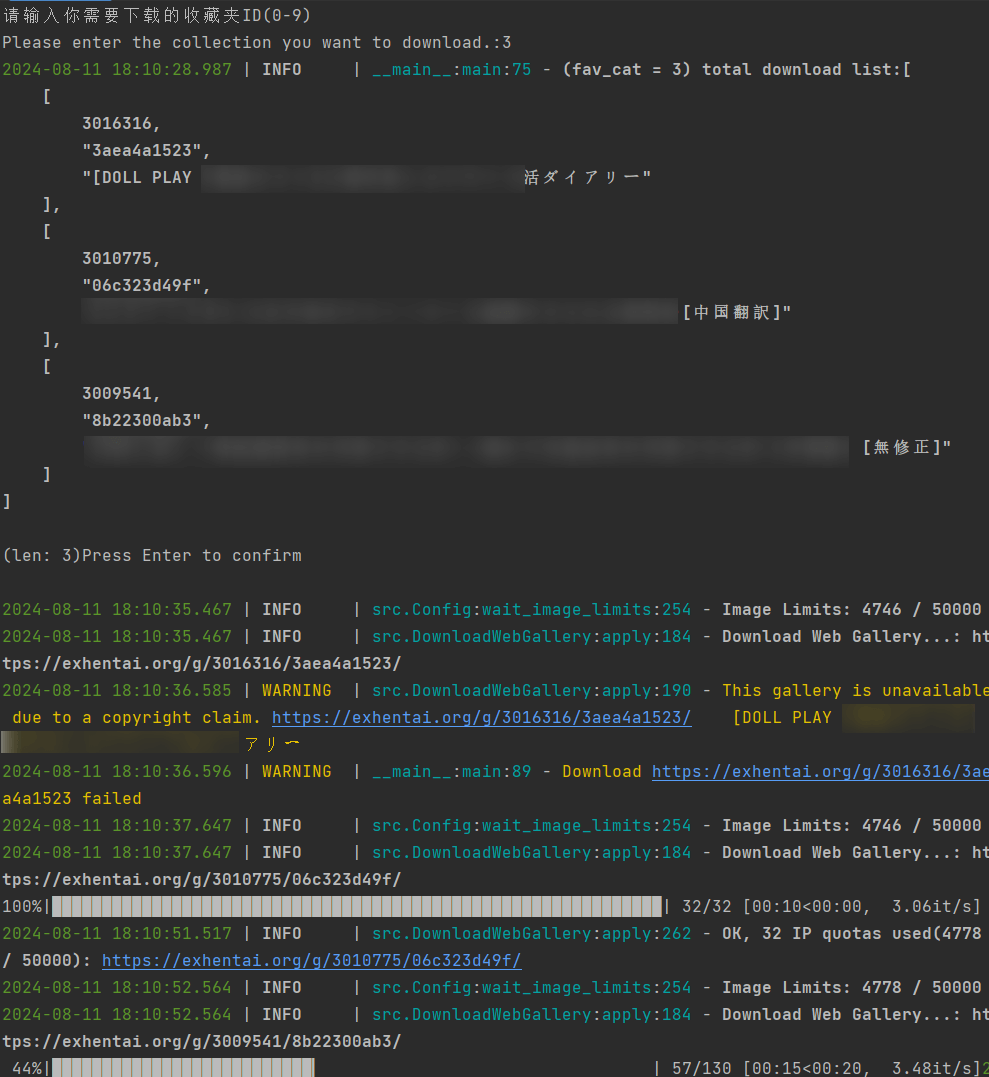 请输入你需要下载的收藏夹ID(0-9)
Please enter the collection you want to download.:3
2024-08-11 18:10:28.987 | INFO     | __main__:main:75 - (fav_cat = 3) total download list:[
    [
        3016316,
        "3aea4a1523",
        "[DOLL PLAY 活ダイアリー"
    ],
    [
        3010775,
        "06c323d49f",
        [中国翻訳]"
    ],
    [
        3009541,
        "8b22300ab3",
        [無修正]"
    ]
]
(len: 3)Press Enter to confirm
2024-08-11 18:10:35.467 | INFO     | src.Config:wait_image_limits:254 - Image Limits: 4746 / 50000
2024-08-11 18:10:35.467 | INFO     | src.DownloadWebGallery:apply:184 - Download Web Gallery...: ht
tps://exhentai.org/g/3016316/3aea4a1523/
2024-08-11 18:10:36.585 | WARNING  | src.DownloadWebGallery:apply:190 - This gallery is unavailable
 due to a copyright claim. https://exhentai.org/g/3016316/3aea4a1523/    [DOLL PLAY
アリー
2024-08-11 18:10:36.596 | WARNING  | __main__:main:89 - Download https://exhentai.org/g/3016316/3ae
a4a1523 failed
2024-08-11 18:10:37.647 | INFO     | src.Config:wait_image_limits:254 - Image Limits: 4746 / 50000
2024-08-11 18:10:37.647 | INFO     | src.DownloadWebGallery:apply:184 - Download Web Gallery...: ht
tps://exhentai.org/g/3010775/06c323d49f/
100%| | 32/32 [00:10<00:00,  3.06it/s]
2024-08-11 18:10:51.517 | INFO     | src.DownloadWebGallery:apply:262 - OK, 32 IP quotas used(4778
/ 50000): https://exhentai.org/g/3010775/06c323d49f/
2024-08-11 18:10:52.564 | INFO     | src.Config:wait_image_limits:254 - Image Limits: 4778 / 50000
2024-08-11 18:10:52.564 | INFO     | src.DownloadWebGallery:apply:184 - Download Web Gallery...: ht
tps://exhentai.org/g/3009541/8b22300ab3/
 44%| | 57/130 [00:15<00:20,  3.48it/s]2